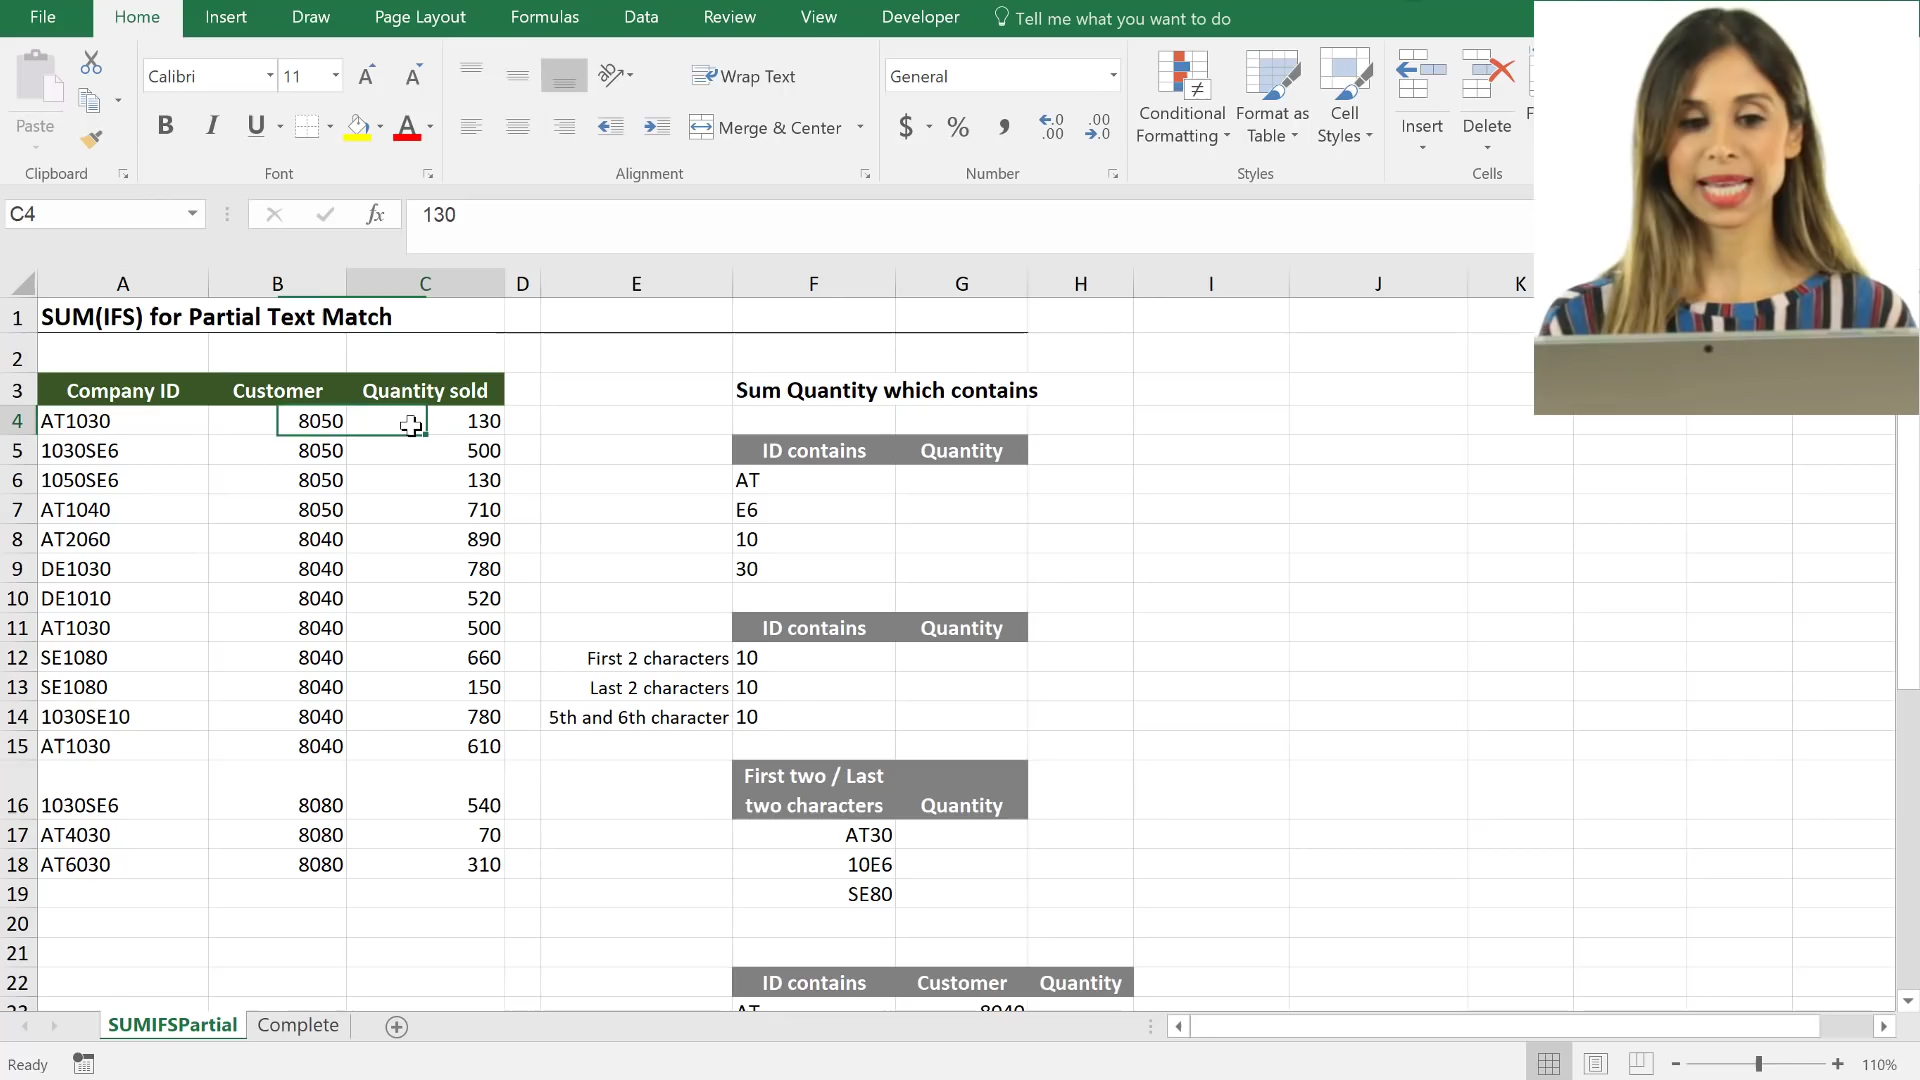 File Home Insert Draw Page Layout Formulas Data Review View Developer Tell me what you want to do
Calibri 11 Wrap Text General
Paste B I U A Merge & Center $ % Conditional Formatting Format as Table Cell Styles Insert Delete F
Clipboard Font Alignment Number Styles Cells
C4 fx 130
A B C D E F G H I J K
1 SUM(IFS) for Partial Text Match
2
3 Company ID Customer Quantity sold Sum Quantity which contains
4 AT1030 8050 130
5 1030SE6 8050 500 ID contains Quantity
6 1050SE6 8050 130 AT
7 AT1040 8050 710 E6
8 AT2060 8040 890 10
9 DE1030 8040 780 30
10 DE1010 8040 520
11 AT1030 8040 500 ID contains Quantity
12 SE1080 8040 660 First 2 characters 10
13 SE1080 8040 150 Last 2 characters 10
14 1030SE10 8040 780 5th and 6th character 10
15 AT1030 8040 610
First two / Last
16 1030SE6 8080 540 two characters Quantity
17 AT4030 8080 70 AT30
18 AT6030 8080 310 10E6
19 SE80
20
21
22 ID contains Customer Quantity
23 AT 8040
SUMIFSPartial Complete
Ready 110%